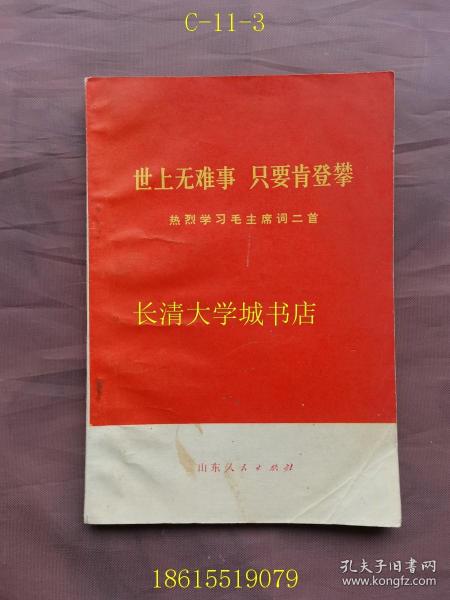 C-11-3
世上无难事 只要肯登攀
热烈学习毛主席词二首
长清大学城书店
山东人民出版社
18615519079
孔夫子旧书网
www.kongfz.com